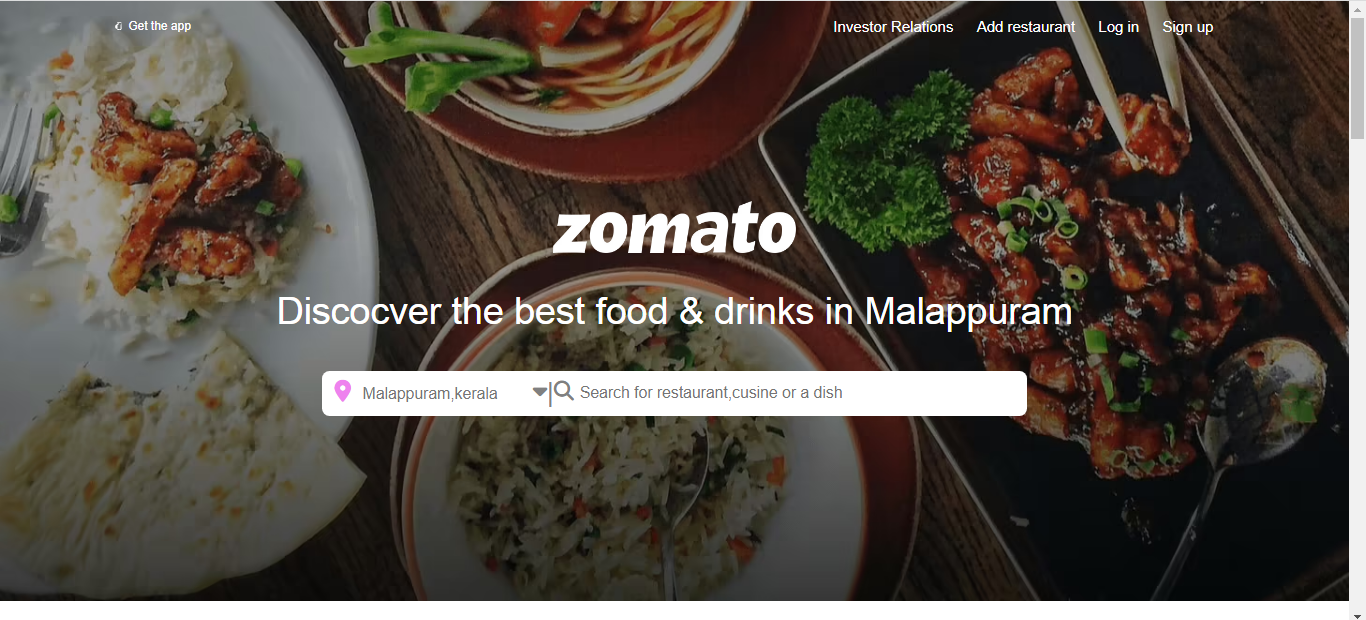 Get the app
Investor Relations Add restaurant Log in Sign up
zomato
Discocver the best food & drinks in Malappuram
Malappuram,kerala
Search for restaurant,cusine or a dish